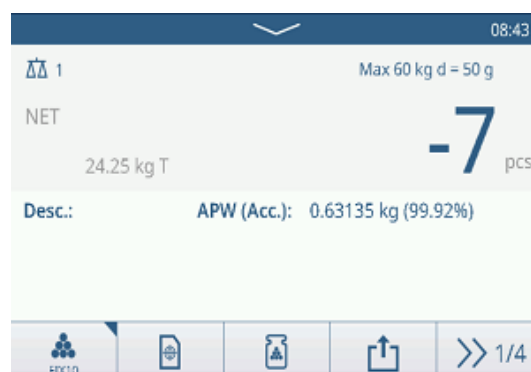 08:43
1
Max 60 kg d = 50 g
NET
-7 pcs
24.25 kg T
Desc.: APW (Acc.): 0.63135 kg (99.92%)
1/4